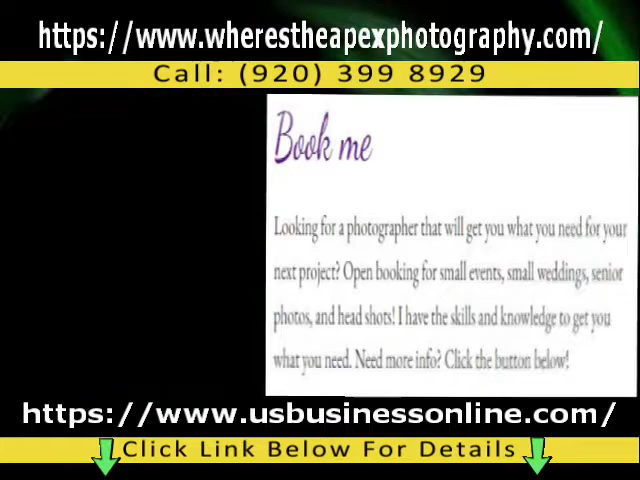 https://www.wherestheapexphotography.com/
Call: (920) 399 8929
Book me
Looking for a photographer that will get you what you need for your
next project? Open booking for small events, small weddings, senior
photos, and head shots! I have the skills and knowledge to get you
what you need. Need more info? Click the button below!
https://www.usbusinessonline.com/
Click Link Below For Details